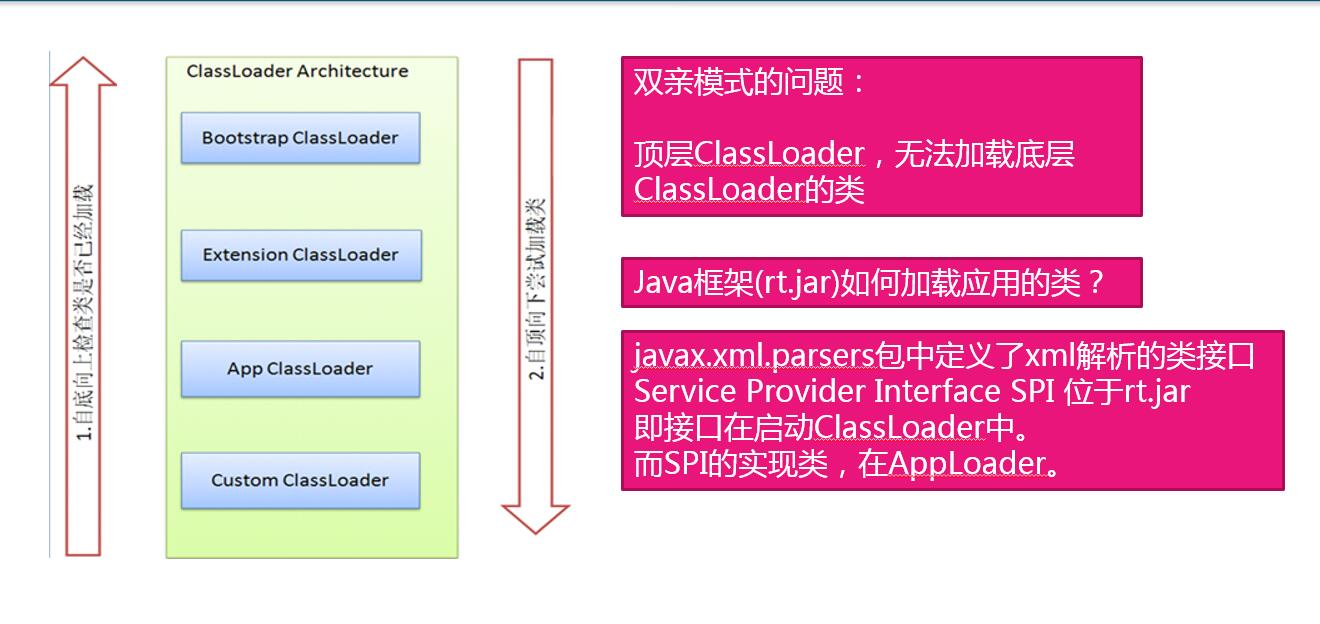 1.自底向上检查类是否已经加载
ClassLoader Architecture
Bootstrap ClassLoader
Extension ClassLoader
App ClassLoader
Custom ClassLoader
2.自顶向下尝试加载类
双亲模式的问题：
顶层ClassLoader，无法加载底层
ClassLoader的类
Java框架(rt.jar)如何加载应用的类？
javax.xml.parsers包中定义了xml解析的类接口
Service Provider Interface SPI 位于rt.jar
即接口在启动ClassLoader中。
而SPI的实现类，在AppLoader。